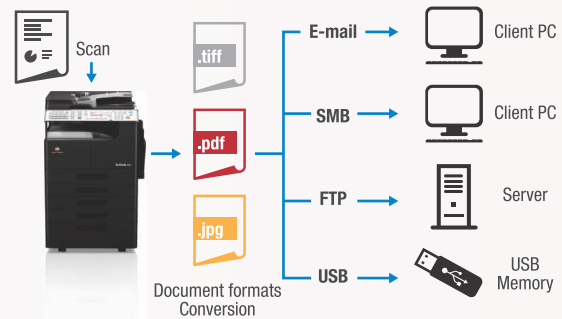 Scan
.tiff
.pdf
.jpg
Document formats
Conversion
E-mail
Client PC
SMB
Client PC
FTP
Server
USB
USB
Memory